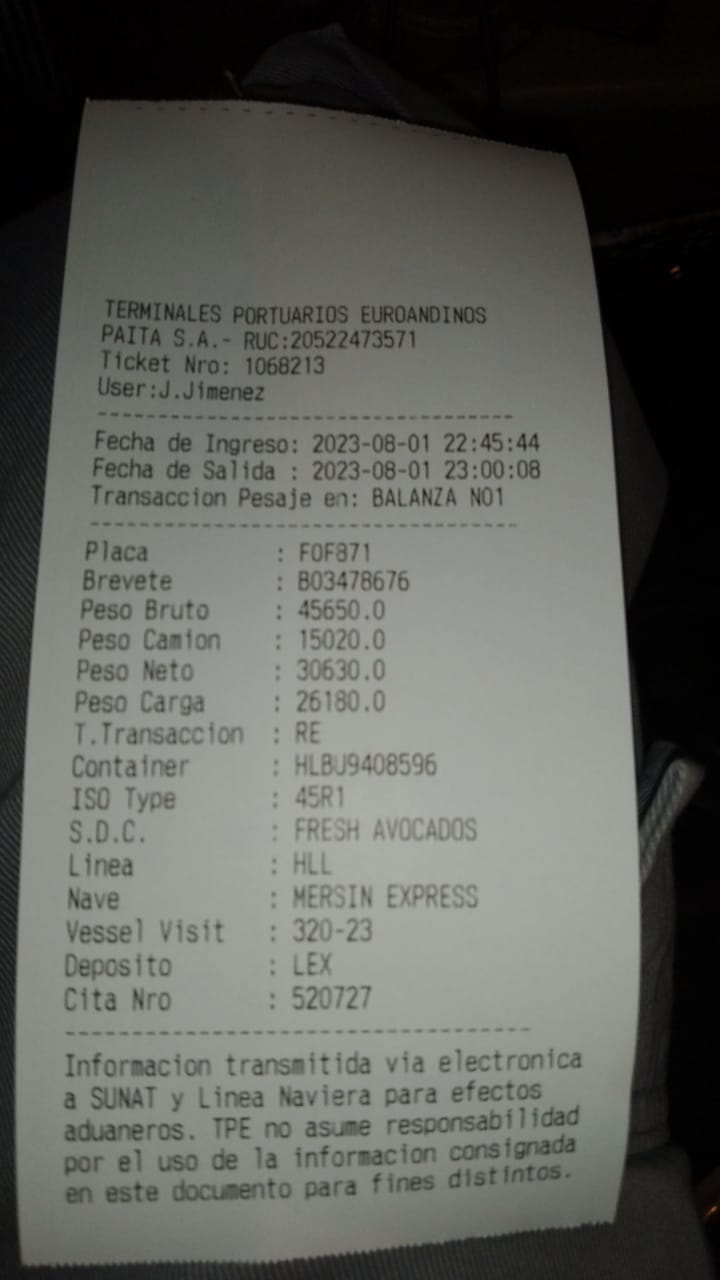 TERMINALES PORTUARIOS EUROANDINOS
PAITA S.A.- RUC:20522473571
Ticket Nro: 1068213
User:J.Jimenez
----------------------------------------
Fecha de Ingreso: 2023-08-01 22:45:44
Fecha de Salida : 2023-08-01 23:00:08
Transaccion Pesaje en: BALANZA NO1
----------------------------------------
Placa : F0F871
Brevete : B03478676
Peso Bruto : 45650.0
Peso Camion : 15020.0
Peso Neto : 30630.0
Peso Carga : 26180.0
T.Transaccion : RE
Container : HLBU9408596
ISO Type : 45R1
S.D.C. : FRESH AVOCADOS
Linea : HLL
Nave : MERSIN EXPRESS
Vessel Visit : 320-23
Deposito : LEX
Cita Nro : 520727
----------------------------------------
Informacion transmitida via electronica
a SUNAT y Linea Naviera para efectos
aduaneros. TPE no asume responsabilidad
por el uso de la informacion consignada
en este documento para fines distintos.